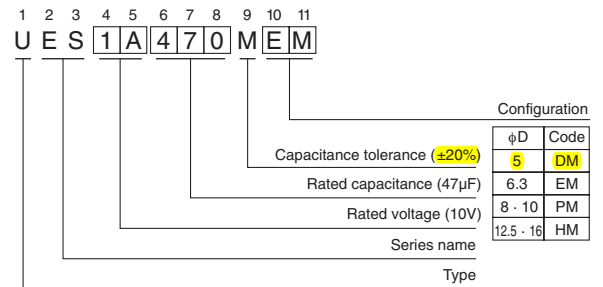 1 2 3 4 5 6 7 8 9 10 11
U E S 1 A 4 7 0 M E M
Configuration
φD Code
5 DM
6.3 EM
8 · 10 PM
12.5 · 16 HM
Capacitance tolerance (±20%)
Rated capacitance (47µF)
Rated voltage (10V)
Series name
Type